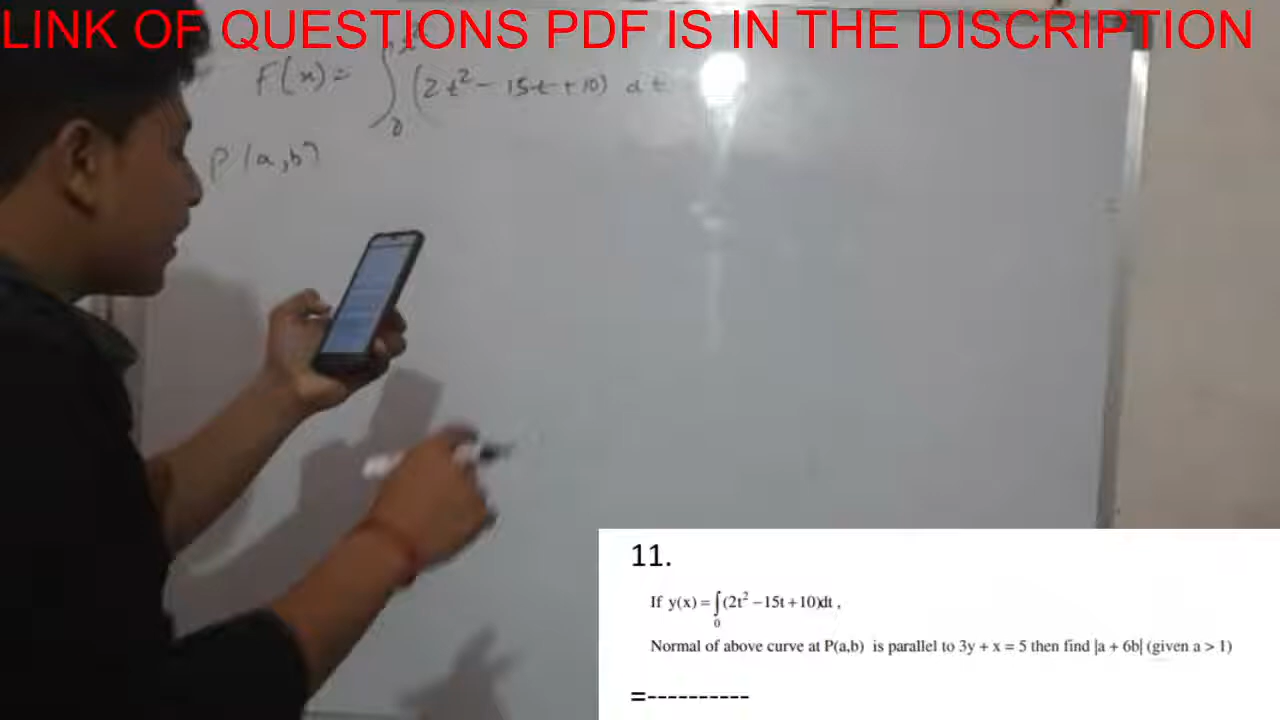 LINK OF QUESTIONS PDF IS IN THE DISCRIPTION
F(x) = ∫₀ (2t² - 15t + 10) dt
P(a,b)
11.
If y(x) = ∫₀ (2t² – 15t + 10)dt ,
Normal of above curve at P(a,b) is parallel to 3y + x = 5 then find |a + 6b| (given a > 1)
=----------